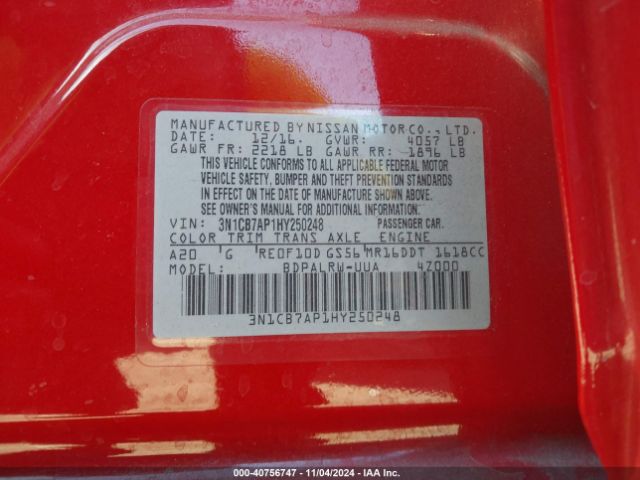 MANUFACTURED BY NISSAN MOTOR CO., LTD.
DATE: 12/16. GVWR: 4057 LB
GAWR FR: 2218 LB GAWR RR: 1896 LB
THIS VEHICLE CONFORMS TO ALL APPLICABLE FEDERAL MOTOR
VEHICLE SAFETY, BUMPER AND THEFT PREVENTION STANDARDS
IN EFFECT ON THE DATE OF MANUFACTURE SHOWN ABOVE.
SEE OWNER'S MANUAL FOR ADDITIONAL INFORMATION.
VIN: 3N1CB7AP1HY250248 PASSENGER CAR.
COLOR TRIM TRANS AXLE ENGINE
A20 G RE0F10D GS56 MR16DDT 1618CC
MODEL: BDPALRW-UUA 4Z000
3N1CB7AP1HY250248
000-40756747 - 11/04/2024 - IAA Inc.